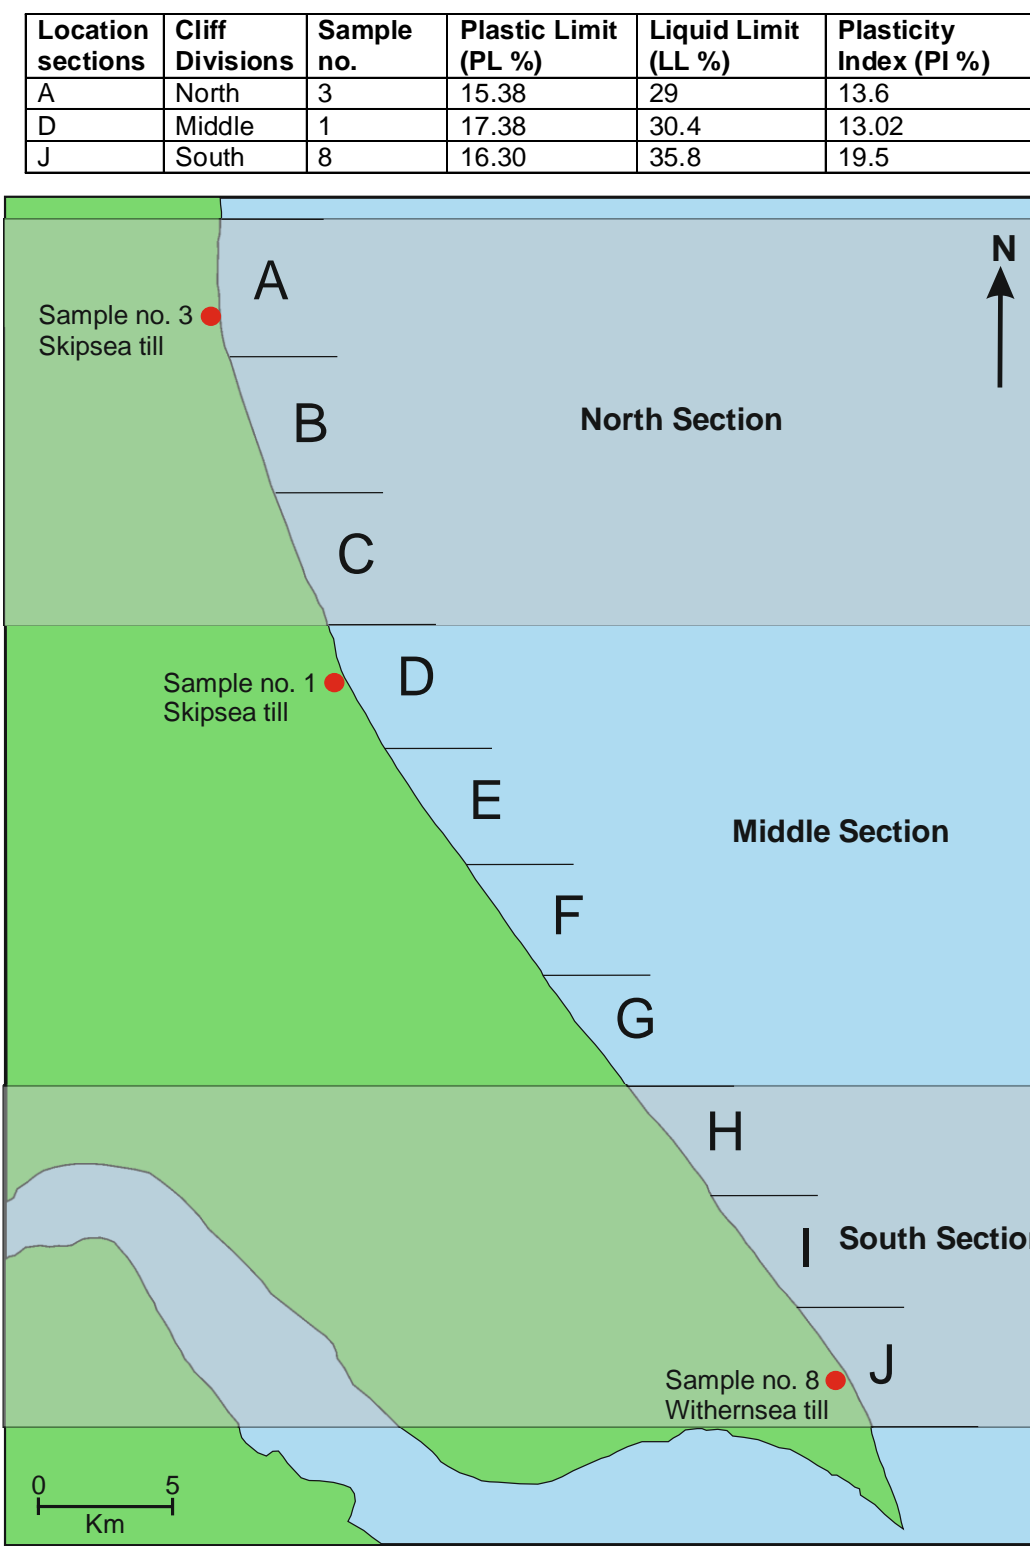 Location sections Cliff Divisions Sample no. Plastic Limit (PL %) Liquid Limit (LL %) Plasticity Index (PI %)
A North 3 15.38 29 13.6
D Middle 1 17.38 30.4 13.02
J South 8 16.30 35.8 19.5
N
A
Sample no. 3
Skipsea till
B
North Section
C
D
Sample no. 1
Skipsea till
E
Middle Section
F
G
H
I
South Sectio
J
Sample no. 8
Withernsea till
0 5
Km